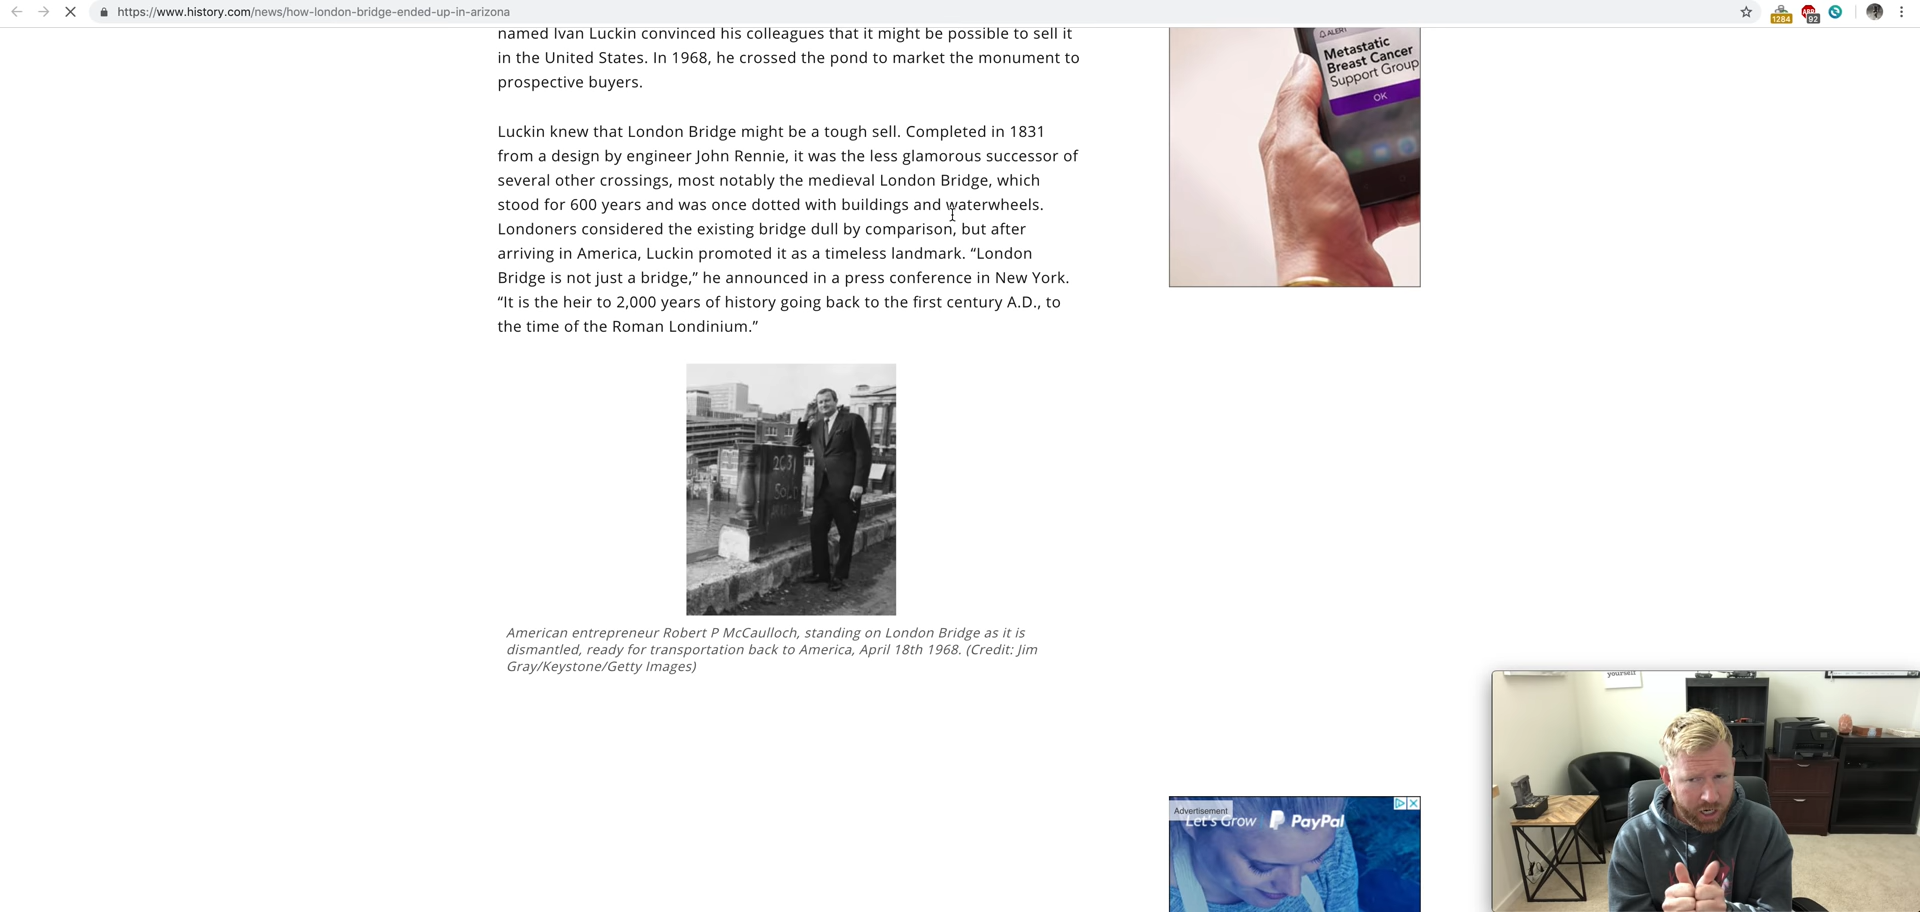 https://www.history.com/news/how-london-bridge-ended-up-in-arizona
1284
ABP
92
named Ivan Luckin convinced his colleagues that it might be possible to sell it
in the United States. In 1968, he crossed the pond to market the monument to
prospective buyers.
Luckin knew that London Bridge might be a tough sell. Completed in 1831
from a design by engineer John Rennie, it was the less glamorous successor of
several other crossings, most notably the medieval London Bridge, which
stood for 600 years and was once dotted with buildings and waterwheels.
Londoners considered the existing bridge dull by comparison, but after
arriving in America, Luckin promoted it as a timeless landmark. “London
Bridge is not just a bridge,” he announced in a press conference in New York.
“It is the heir to 2,000 years of history going back to the first century A.D., to
the time of the Roman Londinium.”
ALERT
Metastatic
Breast Cancer
Support Group
OK
SOLD
American entrepreneur Robert P McCaulloch, standing on London Bridge as it is
dismantled, ready for transportation back to America, April 18th 1968. (Credit: Jim
Gray/Keystone/Getty Images)
Advertisement
Let's Grow PayPal
yourself